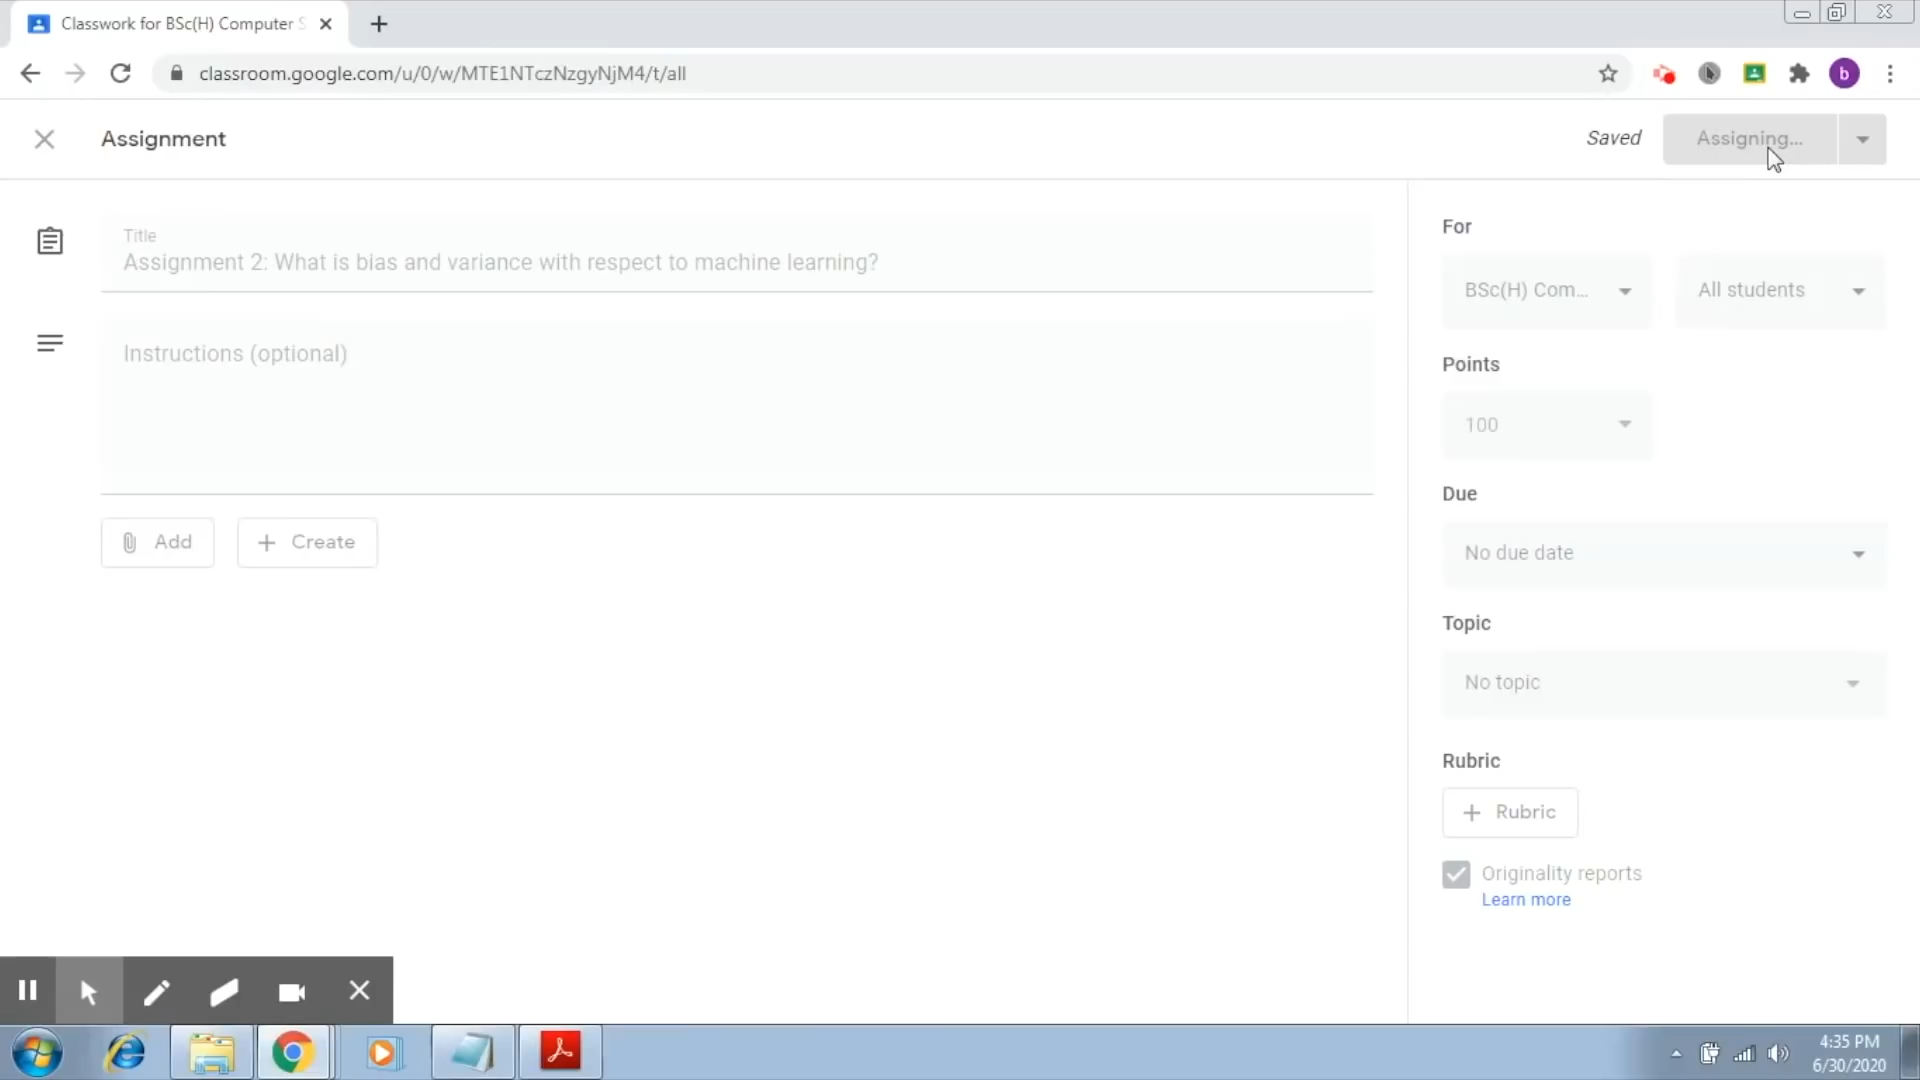 Classwork for BSc(H) Computer S
classroom.google.com/u/0/w/MTE1NTczNzgyNjM4/t/all
b
Assignment
Saved
Assigning...
Title
Assignment 2: What is bias and variance with respect to machine learning?
Instructions (optional)
Add
Create
For
BSc(H) Com...
All students
Points
100
Due
No due date
Topic
No topic
Rubric
Rubric
Originality reports
Learn more
4:35 PM
6/30/2020